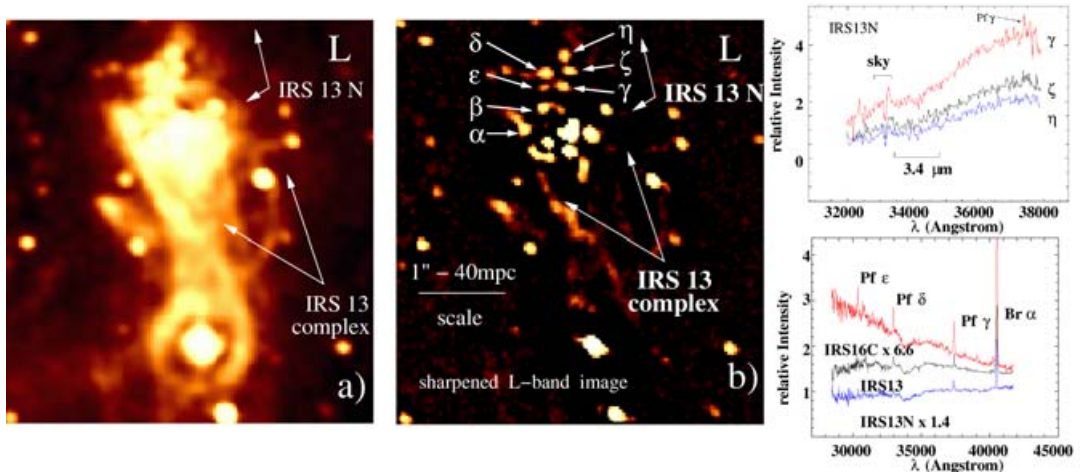 L
IRS 13 N
IRS 13
complex
a)
L
η
δ
ζ
ε
γ
IRS 13 N
β
α
1" – 40mpc
scale
IRS 13
complex
sharpened L-band image
b)
IRS13N
Pf γ
sky
γ
ζ
η
3.4 μm
relative Intensity
4
2
0
32000 34000 36000 38000
λ (Angstrom)
4
3
2
1
relative Intensity
Pf ε
Pf δ
Pf γ
Br α
IRS16C x 6.6
IRS13
IRS13N x 1.4
30000 35000 40000 45000
λ (Angstrom)